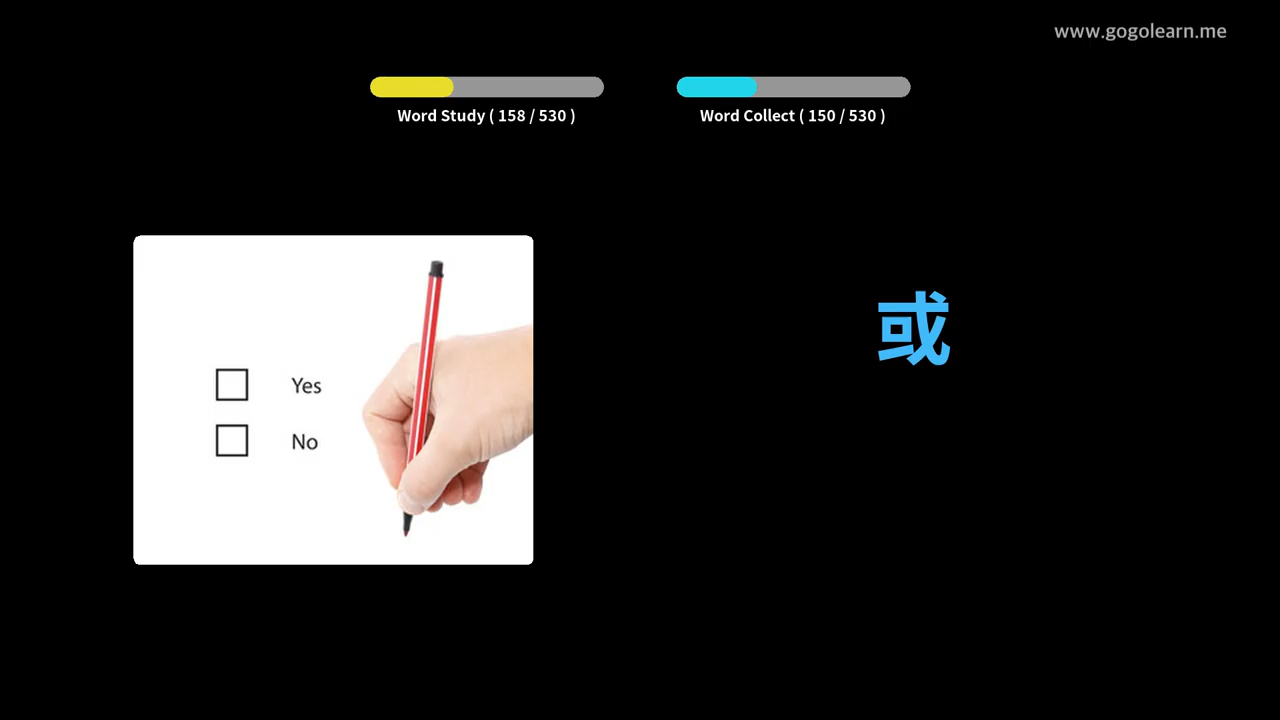 www.gogolearn.me
Word Study ( 158 / 530 )
Word Collect ( 150 / 530 )
或
Yes
No